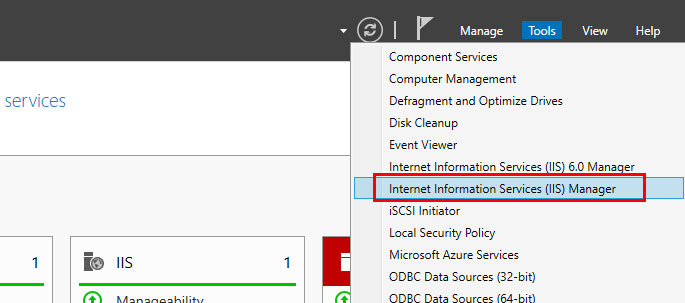 Manage Tools View Help
Component Services
Computer Management
Defragment and Optimize Drives
Disk Cleanup
Event Viewer
Internet Information Services (IIS) 6.0 Manager
Internet Information Services (IIS) Manager
iSCSI Initiator
Local Security Policy
Microsoft Azure Services
ODBC Data Sources (32-bit)
ODBC Data Sources (64-bit)
services
1
IIS 1
Manageability